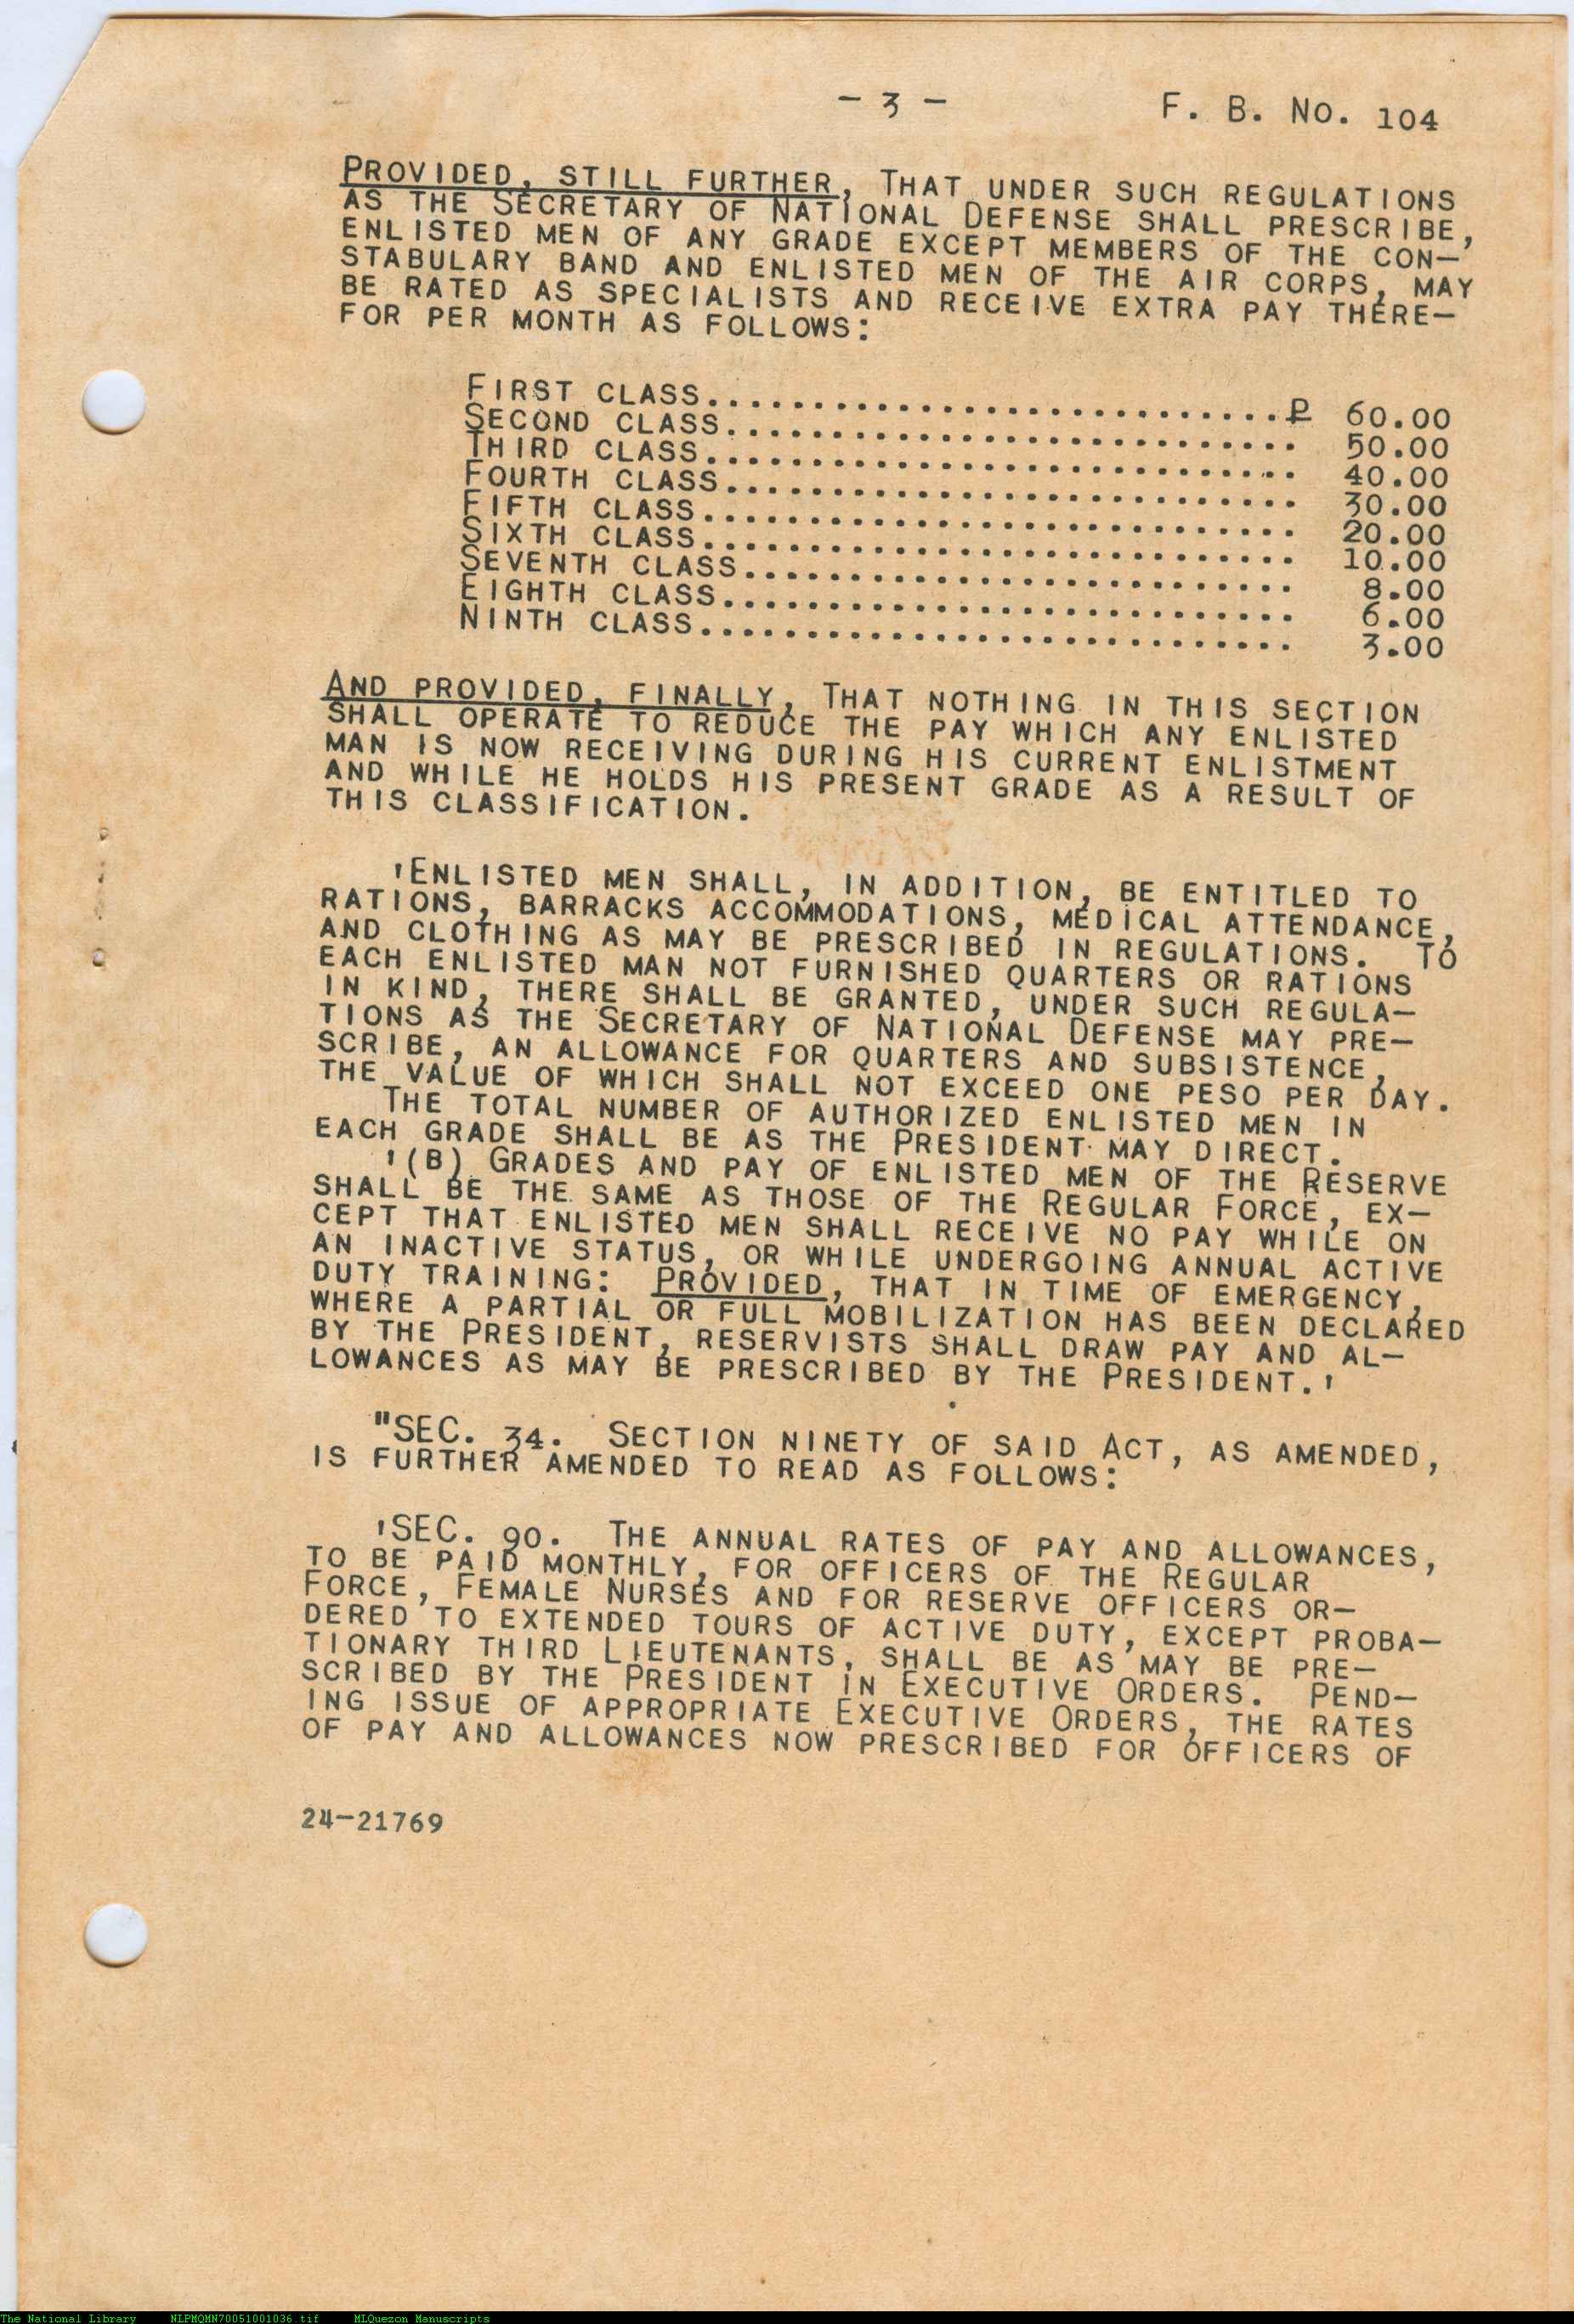 - 3 -
F. B. No. 104
PROVIDED, STILL FURTHER, THAT UNDER SUCH REGULATIONS
AS THE SECRETARY OF NATIONAL DEFENSE SHALL PRESCRIBE,
ENLISTED MEN OF ANY GRADE EXCEPT MEMBERS OF THE CON-
STABULARY BAND AND ENLISTED MEN OF THE AIR CORPS, MAY
BE RATED AS SPECIALISTS AND RECEIVE EXTRA PAY THERE-
FOR PER MONTH AS FOLLOWS:
FIRST CLASS..............................₱ 60.00
SECOND CLASS............................. 50.00
THIRD CLASS.............................. 40.00
FOURTH CLASS............................. 30.00
FIFTH CLASS.............................. 20.00
SIXTH CLASS.............................. 10.00
SEVENTH CLASS............................ 8.00
EIGHTH CLASS............................. 6.00
NINTH CLASS.............................. 3.00
AND PROVIDED, FINALLY, THAT NOTHING IN THIS SECTION
SHALL OPERATE TO REDUCE THE PAY WHICH ANY ENLISTED
MAN IS NOW RECEIVING DURING HIS CURRENT ENLISTMENT
AND WHILE HE HOLDS HIS PRESENT GRADE AS A RESULT OF
THIS CLASSIFICATION.
'ENLISTED MEN SHALL, IN ADDITION, BE ENTITLED TO
RATIONS, BARRACKS ACCOMMODATIONS, MEDICAL ATTENDANCE,
AND CLOTHING AS MAY BE PRESCRIBED IN REGULATIONS. TO
EACH ENLISTED MAN NOT FURNISHED QUARTERS OR RATIONS
IN KIND, THERE SHALL BE GRANTED, UNDER SUCH REGULA-
TIONS AS THE SECRETARY OF NATIONAL DEFENSE MAY PRE-
SCRIBE, AN ALLOWANCE FOR QUARTERS AND SUBSISTENCE,
THE VALUE OF WHICH SHALL NOT EXCEED ONE PESO PER DAY.
THE TOTAL NUMBER OF AUTHORIZED ENLISTED MEN IN
EACH GRADE SHALL BE AS THE PRESIDENT MAY DIRECT.
'(B) GRADES AND PAY OF ENLISTED MEN OF THE RESERVE
SHALL BE THE SAME AS THOSE OF THE REGULAR FORCE, EX-
CEPT THAT ENLISTED MEN SHALL RECEIVE NO PAY WHILE ON
AN INACTIVE STATUS, OR WHILE UNDERGOING ANNUAL ACTIVE
DUTY TRAINING: PROVIDED, THAT IN TIME OF EMERGENCY,
WHERE A PARTIAL OR FULL MOBILIZATION HAS BEEN DECLARED
BY THE PRESIDENT, RESERVISTS SHALL DRAW PAY AND AL-
LOWANCES AS MAY BE PRESCRIBED BY THE PRESIDENT.'
"SEC. 34. SECTION NINETY OF SAID ACT, AS AMENDED,
IS FURTHER AMENDED TO READ AS FOLLOWS:
'SEC. 90. THE ANNUAL RATES OF PAY AND ALLOWANCES,
TO BE PAID MONTHLY, FOR OFFICERS OF THE REGULAR
FORCE, FEMALE NURSES AND FOR RESERVE OFFICERS OR-
DERED TO EXTENDED TOURS OF ACTIVE DUTY, EXCEPT PROBA-
TIONARY THIRD LIEUTENANTS, SHALL BE AS MAY BE PRE-
SCRIBED BY THE PRESIDENT IN EXECUTIVE ORDERS. PEND-
ING ISSUE OF APPROPRIATE EXECUTIVE ORDERS, THE RATES
OF PAY AND ALLOWANCES NOW PRESCRIBED FOR OFFICERS OF
24-21769
The National Library NLPMQMN70051001036.tif MLQuezon Manuscripts